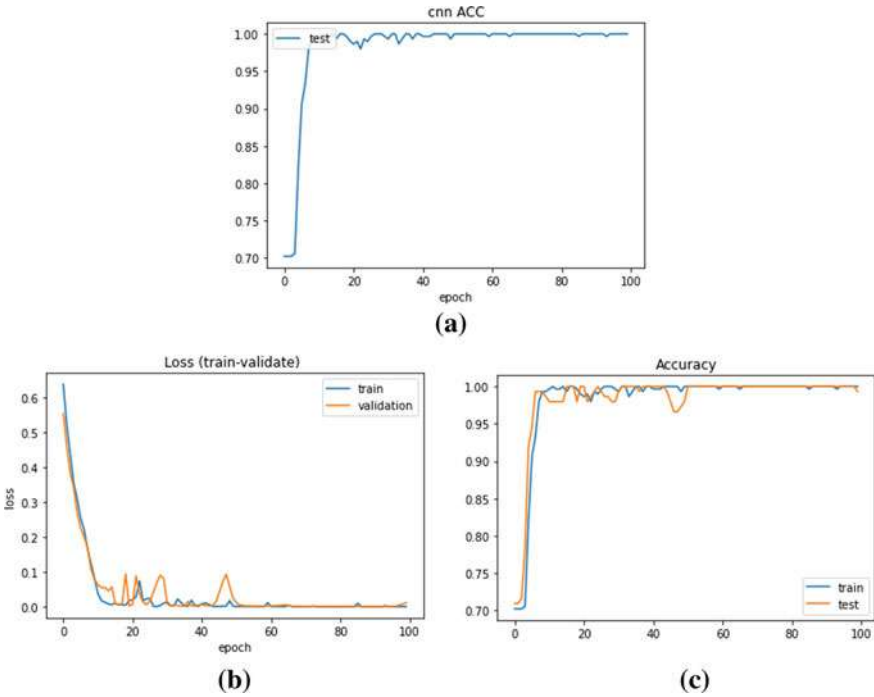 cnn ACC
test
1.00
0.95
0.90
0.85
0.80
0.75
0.70
0 20 40 60 80 100
epoch
(a)
Loss (train-validate)
train
validation
0.6
0.5
0.4
0.3
0.2
0.1
0.0
loss
0 20 40 60 80 100
epoch
(b)
Accuracy
1.00
0.95
0.90
0.85
0.80
0.75
0.70
train
test
0 20 40 60 80 100
(c)